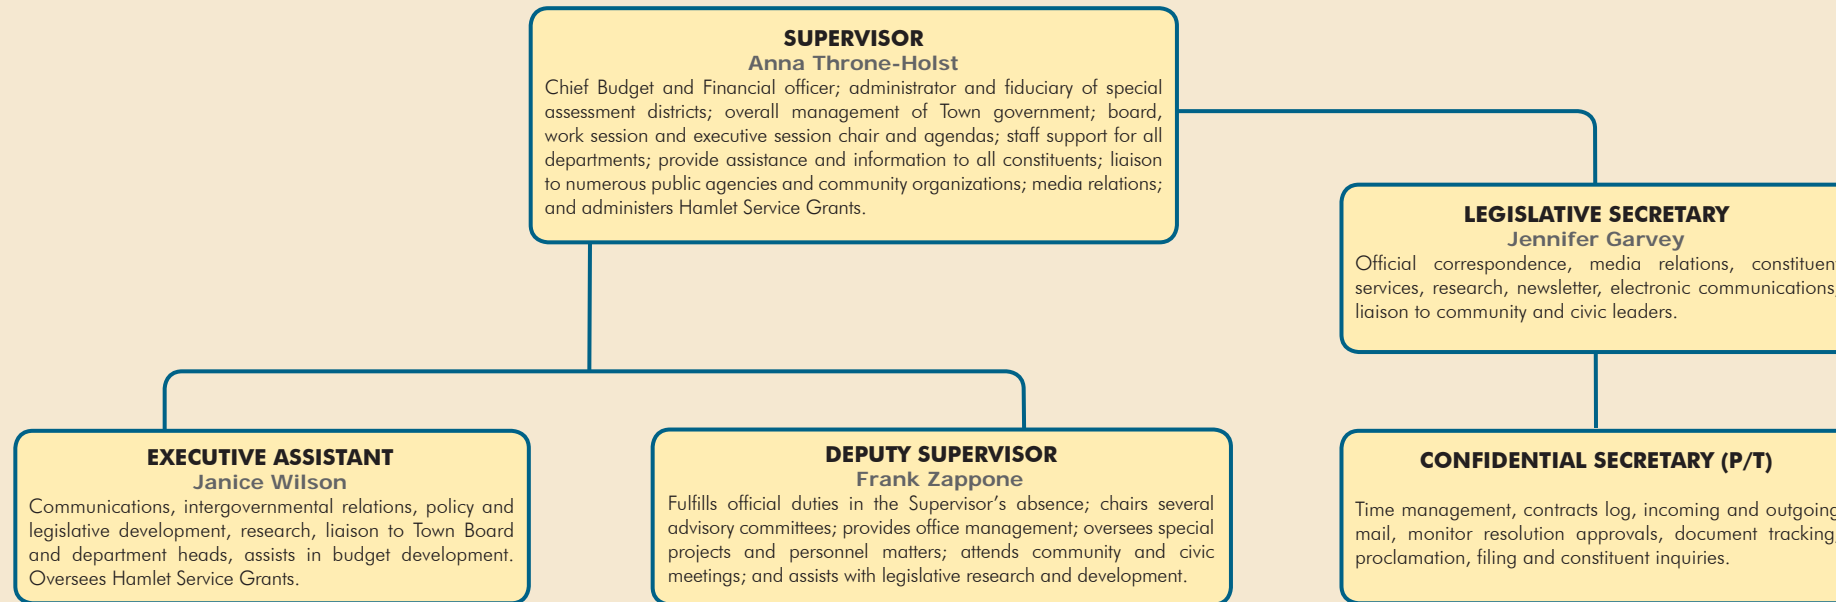 SUPERVISOR
Anna Throne-Holst
Chief Budget and Financial officer; administrator and fiduciary of special
assessment districts; overall management of Town government; board,
work session and executive session chair and agendas; staff support for all
departments; provide assistance and information to all constituents; liaison
to numerous public agencies and community organizations; media relations;
and administers Hamlet Service Grants.
LEGISLATIVE SECRETARY
Jennifer Garvey
Official correspondence, media relations, constituent
services, research, newsletter, electronic communications,
liaison to community and civic leaders.
EXECUTIVE ASSISTANT
Janice Wilson
Communications, intergovernmental relations, policy and
legislative development, research, liaison to Town Board
and department heads, assists in budget development.
Oversees Hamlet Service Grants.
DEPUTY SUPERVISOR
Frank Zappone
Fulfills official duties in the Supervisor's absence; chairs several
advisory committees; provides office management; oversees special
projects and personnel matters; attends community and civic
meetings; and assists with legislative research and development.
CONFIDENTIAL SECRETARY (P/T)
Time management, contracts log, incoming and outgoing
mail, monitor resolution approvals, document tracking,
proclamation, filing and constituent inquiries.